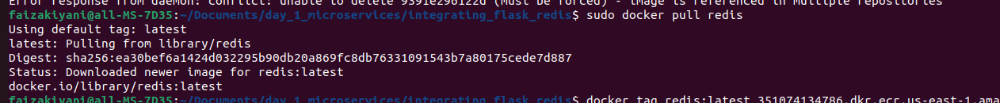 Error response from daemon: conflict: unable to delete 9391e296122d (must be forced) - image is referenced in multiple repositories
faizakiyani@all-MS-7D35:~/Documents/day_1_microservices/integrating_flask_redis$ sudo docker pull redis
Using default tag: latest
latest: Pulling from library/redis
Digest: sha256:ea30bef6a1424d032295b90db20a869fc8db76331091543b7a80175cede7d887
Status: Downloaded newer image for redis:latest
docker.io/library/redis:latest
faizakiyani@all-MS-7D35:~/Documents/day_1_microservices/integrating_flask_redis$ docker tag redis:latest 351074134786.dkr.ecr.us-east-1.ama